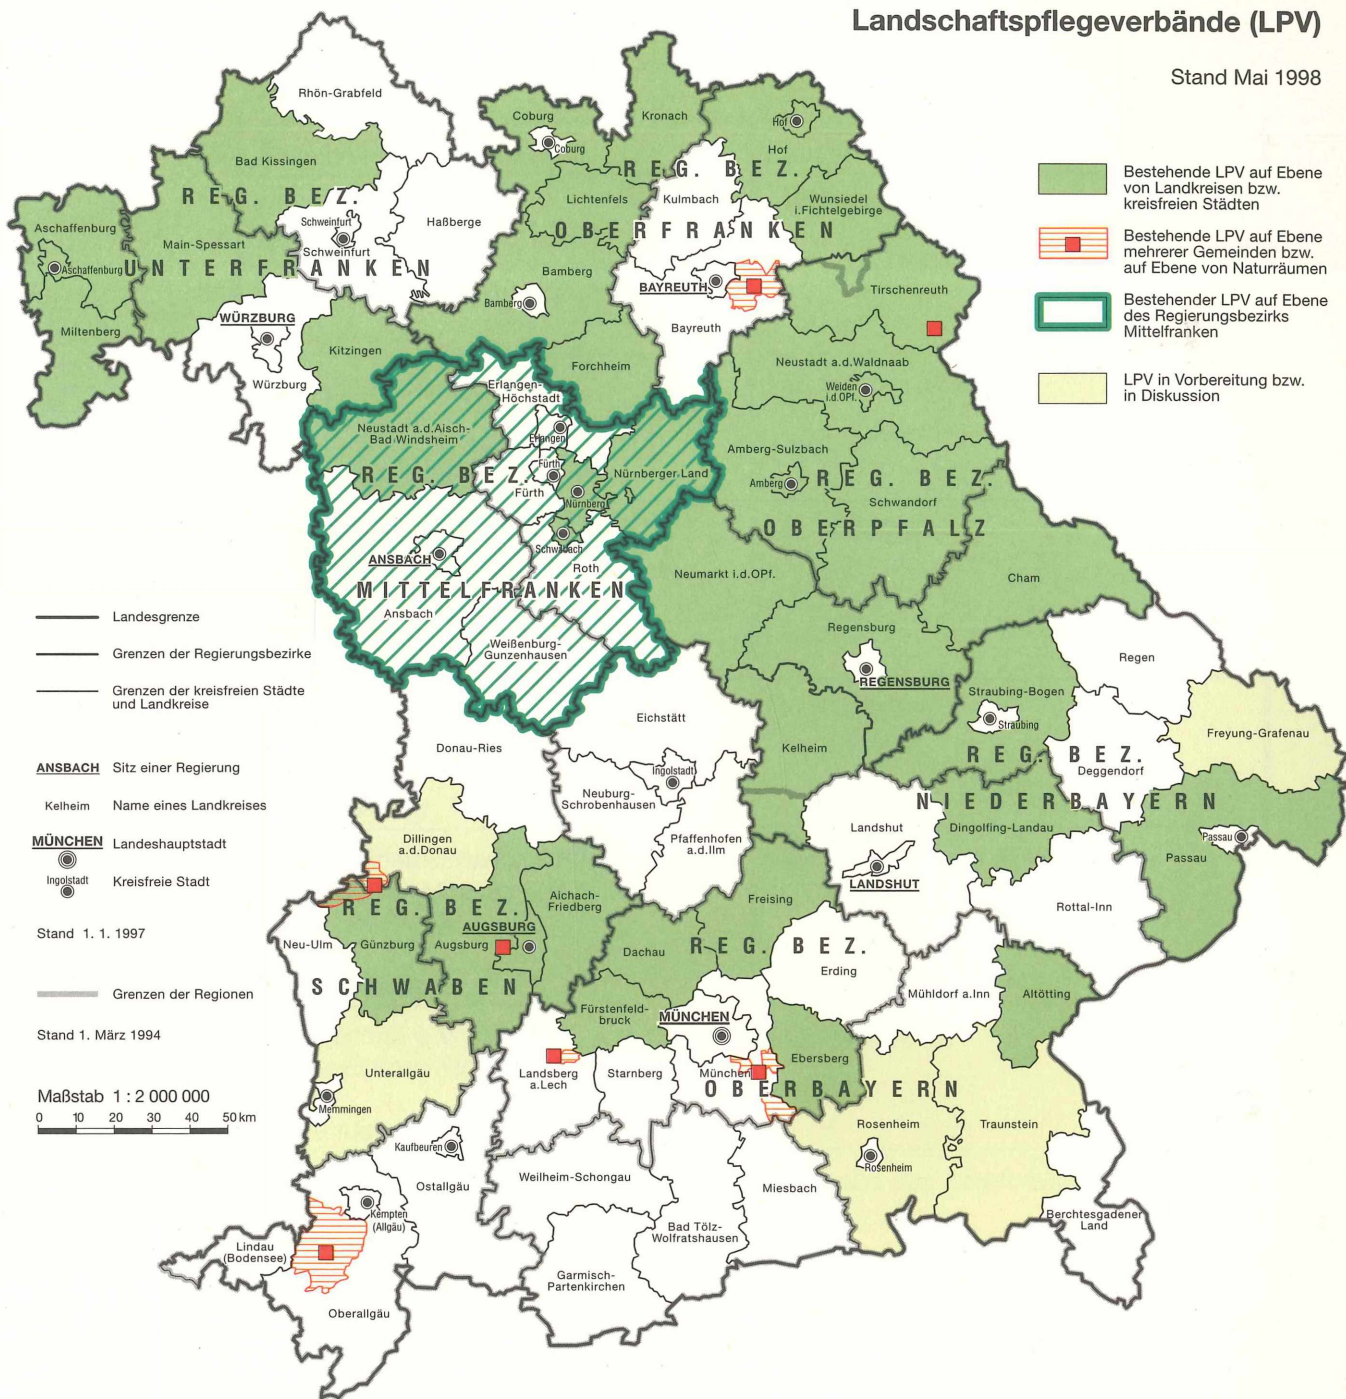 Landschaftspflegeverbände (LPV)
Stand Mai 1998
Bestehende LPV auf Ebene
von Landkreisen bzw.
kreisfreien Städten
Bestehende LPV auf Ebene
mehrerer Gemeinden bzw.
auf Ebene von Naturräumen
Bestehender LPV auf Ebene
des Regierungsbezirks
Mittelfranken
LPV in Vorbereitung bzw.
in Diskussion
Rhön-Grabfeld
Bad Kissingen
REG. BEZ.
UNTERFRANKEN
Aschaffenburg
Aschaffenburg
Main-Spessart
Miltenberg
Schweinfurt
Schweinfurt
Haßberge
WÜRZBURG
Würzburg
Kitzingen
Coburg
Coburg
Kronach
Hof
Hof
REG. BEZ.
OBERFRANKEN
Lichtenfels
Kulmbach
Wunsiedel
i.Fichtelgebirge
Bamberg
Bamberg
BAYREUTH
Bayreuth
Forchheim
Tirschenreuth
Neustadt a.d.Waldnaab
Weiden
i.d.OPf.
Amberg-Sulzbach
Amberg
REG. BEZ.
Schwandorf
OBERPFALZ
Neumarkt i.d.OPf.
Cham
Regensburg
REGENSBURG
Erlangen-
Höchstadt
Erlangen
Neustadt a.d.Aisch-
Bad Windsheim
REG. BEZ.
Fürth
Fürth
Nürnberger Land
Nürnberg
Schwabach
Roth
ANSBACH
MITTELFRANKEN
Ansbach
Weißenburg-
Gunzenhausen
Landesgrenze
Grenzen der Regierungsbezirke
Grenzen der kreisfreien Städte
und Landkreise
ANSBACH Sitz einer Regierung
Kelheim Name eines Landkreises
MÜNCHEN Landeshauptstadt
Ingolstadt Kreisfreie Stadt
Stand 1. 1. 1997
Grenzen der Regionen
Stand 1. März 1994
Maßstab 1 : 2 000 000
0 10 20 30 40 50 km
Regen
Straubing-Bogen
Straubing
Freyung-Grafenau
REG. BEZ.
Deggendorf
NIEDERBAYERN
Kelheim
Landshut
LANDSHUT
Dingolfing-Landau
Passau
Passau
Rottal-Inn
Eichstätt
Donau-Ries
Ingolstadt
Neuburg-
Schrobenhausen
Pfaffenhofen
a.d.Ilm
Dillingen
a.d.Donau
REG. BEZ.
AUGSBURG
Aichach-
Friedberg
Neu-Ulm
Günzburg
Augsburg
SCHWABEN
Unterallgäu
Memmingen
Kaufbeuren
Ostallgäu
Kempten
(Allgäu)
Lindau
(Bodensee)
Oberallgäu
Freising
Dachau
REG. BEZ.
Erding
Mühldorf a.Inn
Altötting
Fürstenfeld-
bruck
MÜNCHEN
Ebersberg
Landsberg
a.Lech
Starnberg
München
OBERBAYERN
Rosenheim
Rosenheim
Traunstein
Weilheim-Schongau
Miesbach
Bad Tölz-
Wolfratshausen
Garmisch-
Partenkirchen
Berchtesgadener
Land